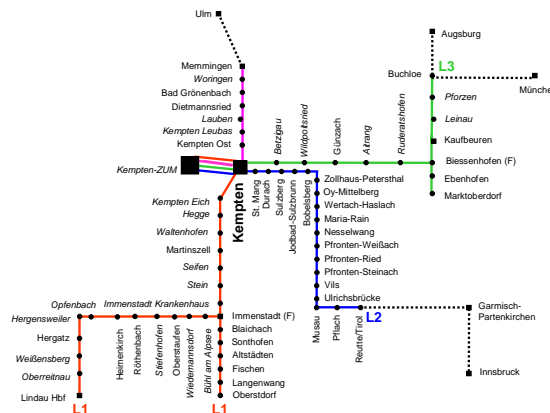 Ulm
Augsburg
L3
Memmingen
Buchloe
Woringen
Münche
Bad Grönenbach
Pforzen
Dietmannsried
Leinau
Lauben
Kempten Leubas
Kaufbeuren
Kempten Ost
Betzigau
Wildpoltsried
Günzach
Aitrang
Ruderatshofen
Biessenhofen (F)
Kempten-ZUM
Ebenhofen
Marktoberdorf
Kempten
St. Mang
Durach
Sulzberg
Jodbad-Sulzbrunn
Bobelsberg
Zollhaus-Petersthal
Oy-Mittelberg
Wertach-Haslach
Maria-Rain
Nesselwang
Pfronten-Weißach
Pfronten-Ried
Pfronten-Steinach
Vils
Ulrichsbrücke
Kempten Eich
Hegge
Waltenhofen
Martinszell
Seifen
Stein
Opfenbach
Immenstadt Krankenhaus
Hergensweiler
Immenstadt (F)
Musau
Pflach
Reutte/Tirol
L2
Garmisch-
Partenkirchen
Hergatz
Heimenkirch
Röthenbach
Stiefenhofen
Oberstaufen
Wiedemannsdorf
Bühl am Alpsee
Blaichach
Sonthofen
Weißensberg
Altstädten
Oberreitnau
Fischen
Langenwang
Innsbruck
Lindau Hbf
Oberstdorf
L1
L1